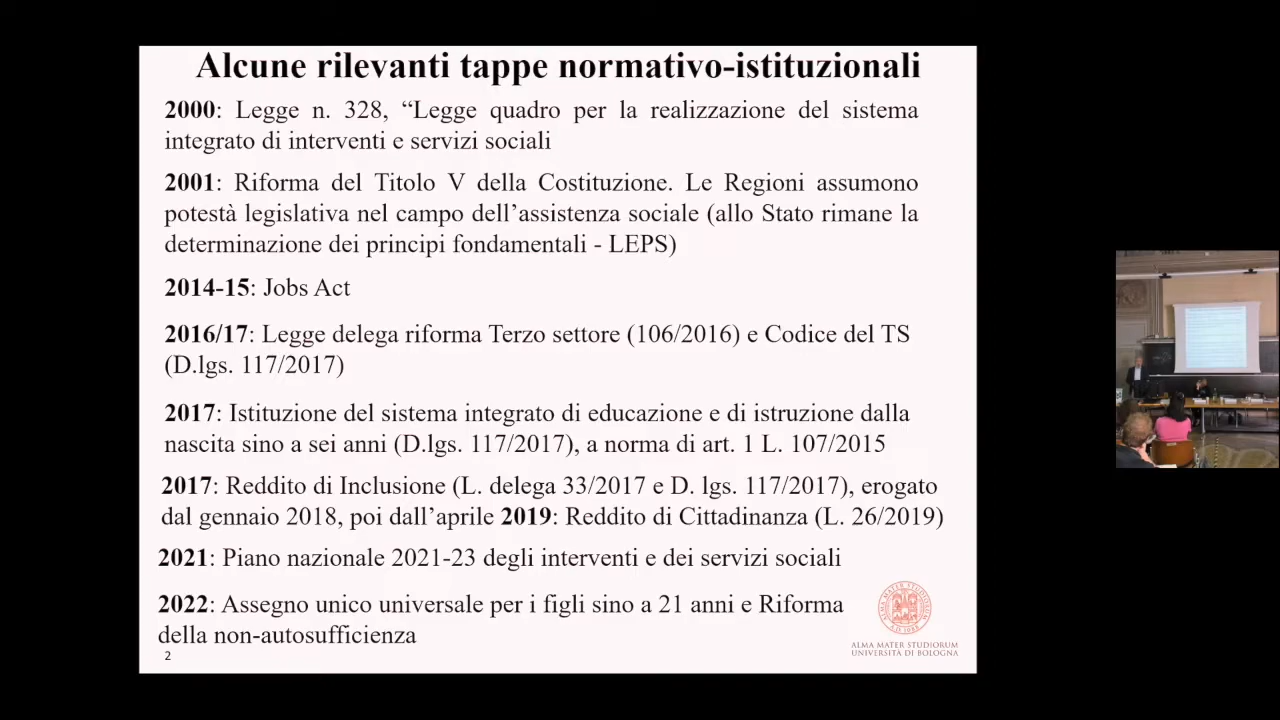 Alcune rilevanti tappe normativo-istituzionali
2000: Legge n. 328, “Legge quadro per la realizzazione del sistema
integrato di interventi e servizi sociali
2001: Riforma del Titolo V della Costituzione. Le Regioni assumono
potestà legislativa nel campo dell’assistenza sociale (allo Stato rimane la
determinazione dei principi fondamentali - LEPS)
2014-15: Jobs Act
2016/17: Legge delega riforma Terzo settore (106/2016) e Codice del TS
(D.lgs. 117/2017)
2017: Istituzione del sistema integrato di educazione e di istruzione dalla
nascita sino a sei anni (D.lgs. 117/2017), a norma di art. 1 L. 107/2015
2017: Reddito di Inclusione (L. delega 33/2017 e D. lgs. 117/2017), erogato
dal gennaio 2018, poi dall’aprile 2019: Reddito di Cittadinanza (L. 26/2019)
2021: Piano nazionale 2021-23 degli interventi e dei servizi sociali
2022: Assegno unico universale per i figli sino a 21 anni e Riforma
della non-autosufficienza
2
ALMA MATER STUDIORUM
UNIVERSITÀ DI BOLOGNA